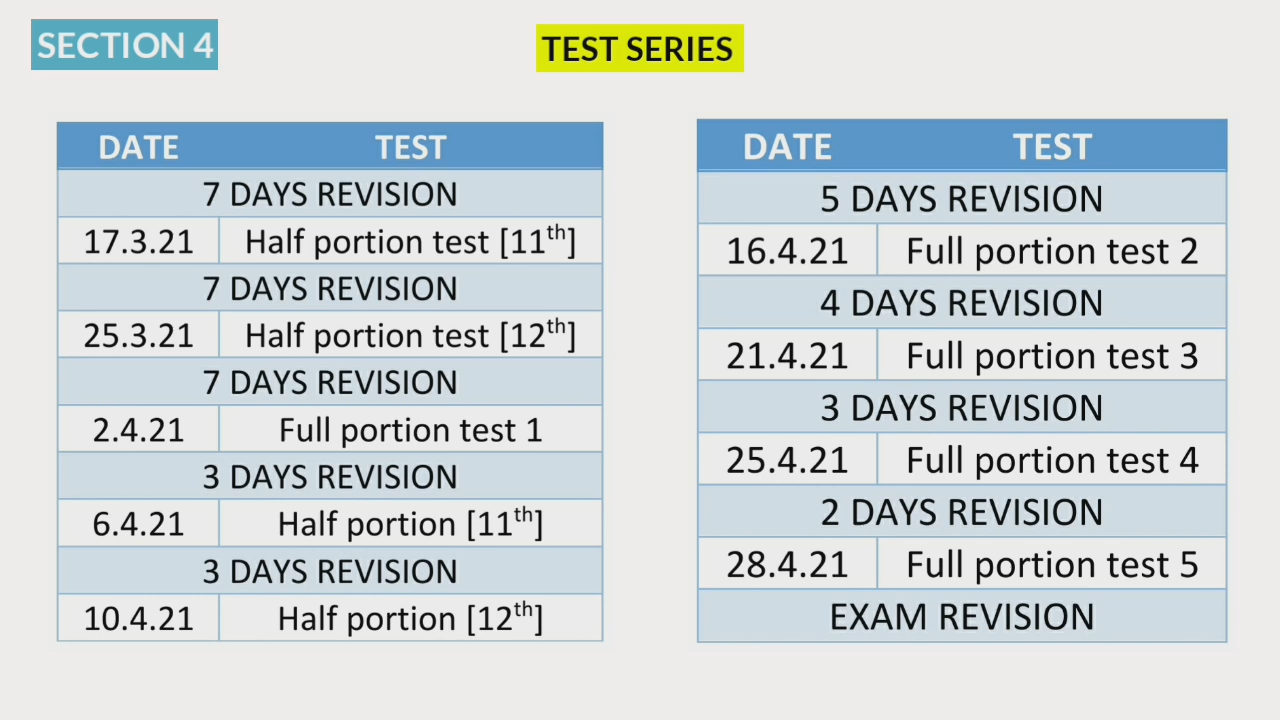 SECTION 4
TEST SERIES
DATE TEST
7 DAYS REVISION
17.3.21 Half portion test [11th]
7 DAYS REVISION
25.3.21 Half portion test [12th]
7 DAYS REVISION
2.4.21 Full portion test 1
3 DAYS REVISION
6.4.21 Half portion [11th]
3 DAYS REVISION
10.4.21 Half portion [12th]
DATE TEST
5 DAYS REVISION
16.4.21 Full portion test 2
4 DAYS REVISION
21.4.21 Full portion test 3
3 DAYS REVISION
25.4.21 Full portion test 4
2 DAYS REVISION
28.4.21 Full portion test 5
EXAM REVISION